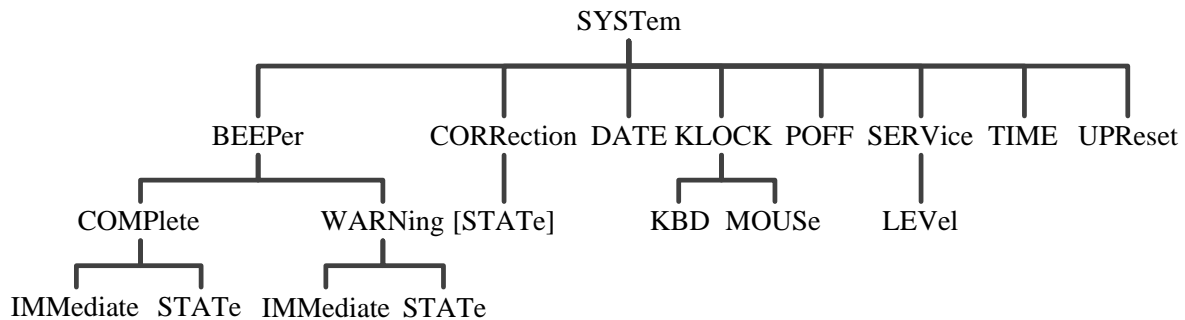 SYSTem
BEEPer CORRection DATE KLOCK POFF SERVice TIME UPReset
COMPlete WARNing [STATe] KBD MOUSe LEVel
IMMediate STATe IMMediate STATe